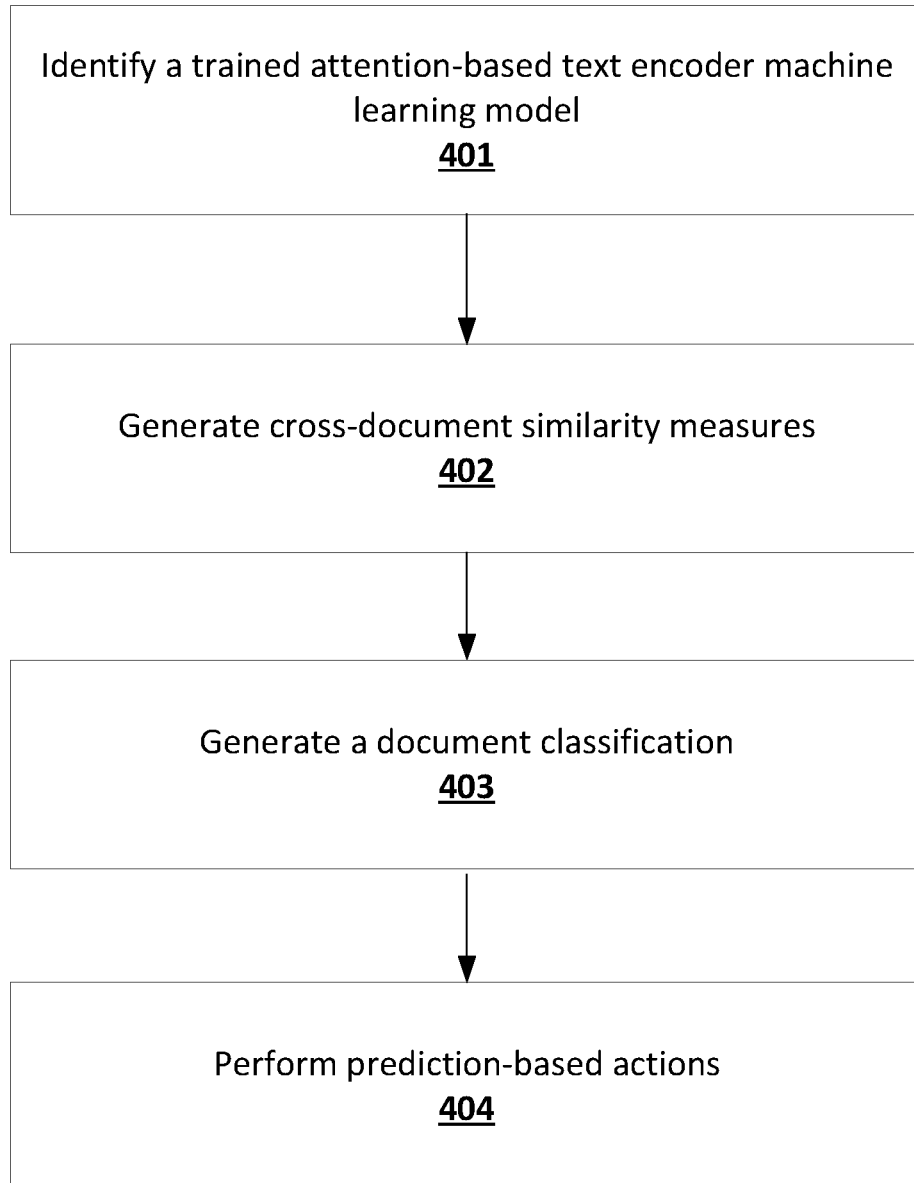 Identify a trained attention-based text encoder machine
learning model
401
Generate cross-document similarity measures
402
Generate a document classification
403
Perform prediction-based actions
404